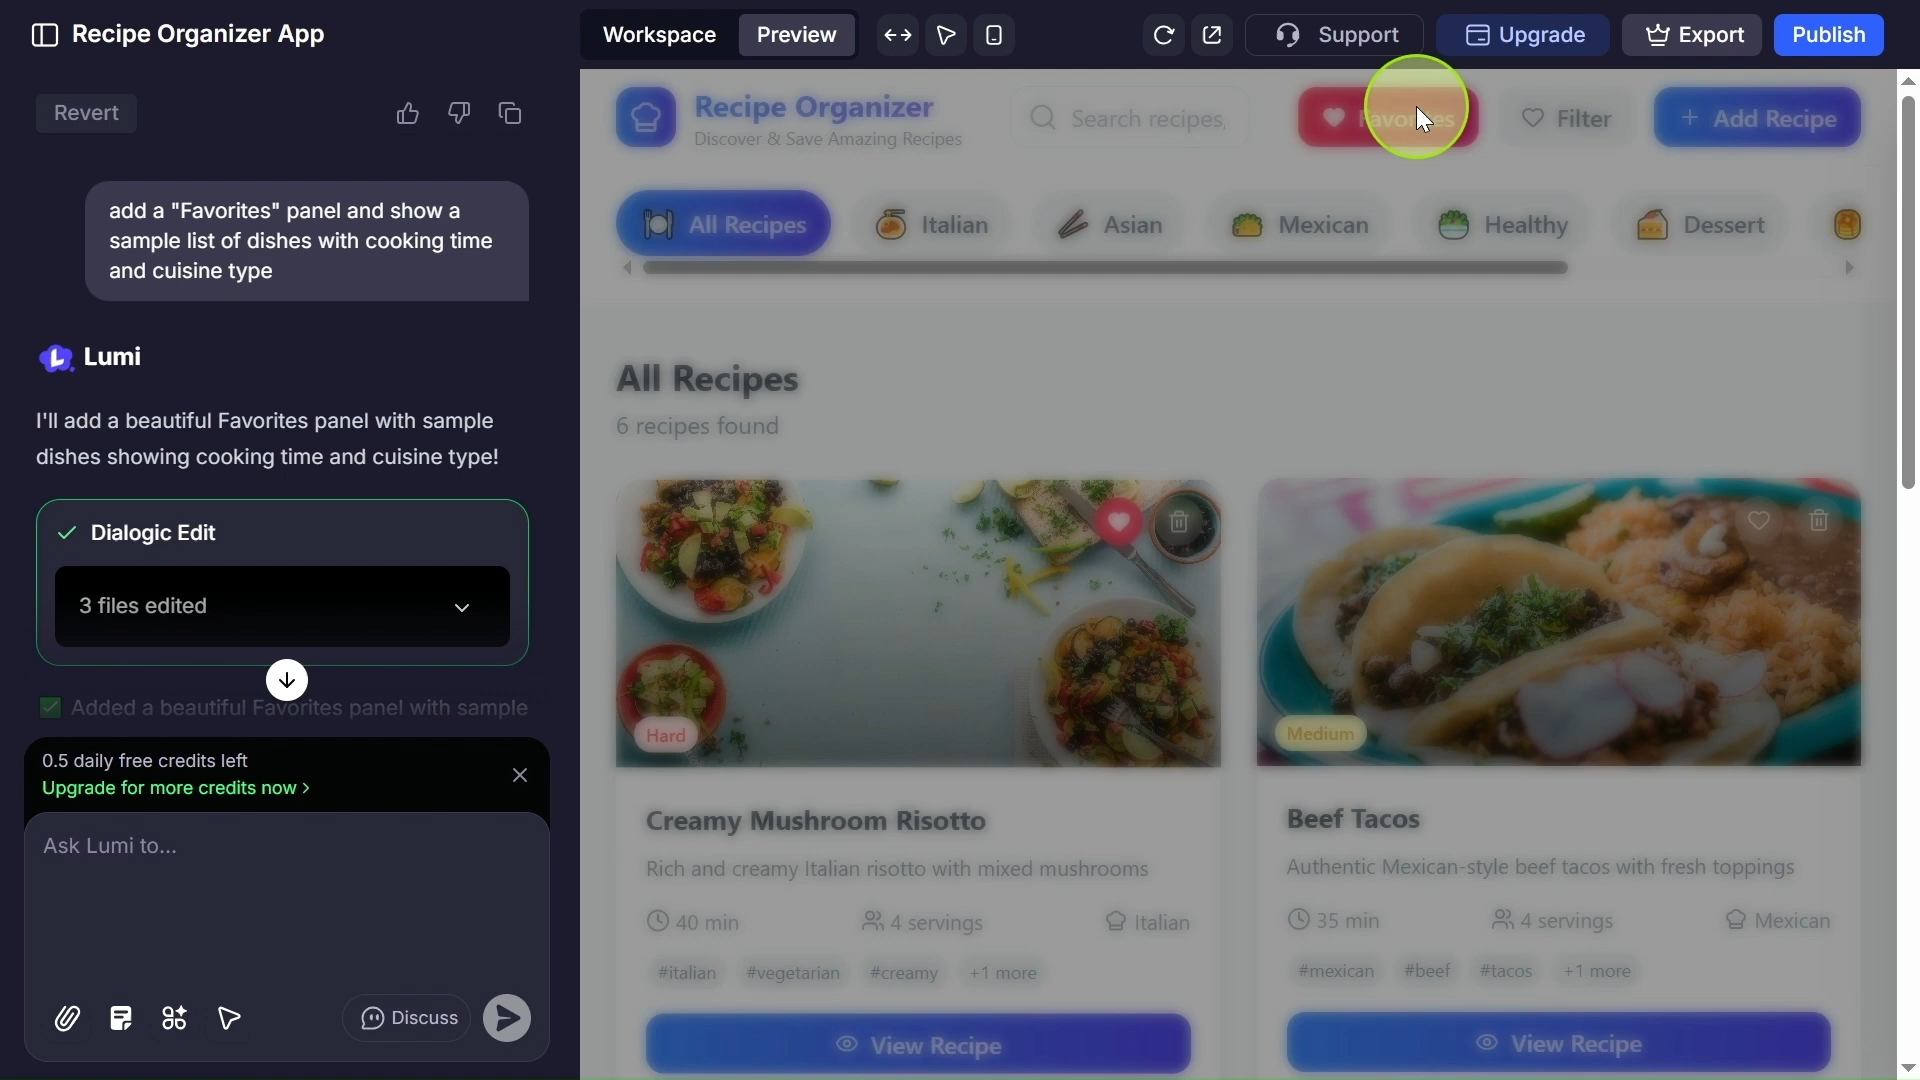 Recipe Organizer App
Workspace
Preview
Support
Upgrade
Export
Publish
Revert
add a "Favorites" panel and show a
sample list of dishes with cooking time
and cuisine type
Lumi
I'll add a beautiful Favorites panel with sample
dishes showing cooking time and cuisine type!
Dialogic Edit
3 files edited
Added a beautiful Favorites panel with sample
0.5 daily free credits left
Upgrade for more credits now >
Ask Lumi to...
Discuss
Recipe Organizer
Discover & Save Amazing Recipes
Search recipes,
Favorites
Filter
+ Add Recipe
All Recipes
Italian
Asian
Mexican
Healthy
Dessert
All Recipes
6 recipes found
Hard
Creamy Mushroom Risotto
Rich and creamy Italian risotto with mixed mushrooms
40 min
4 servings
Italian
#italian
#vegetarian
#creamy
+1 more
View Recipe
Medium
Beef Tacos
Authentic Mexican-style beef tacos with fresh toppings
35 min
4 servings
Mexican
#mexican
#beef
#tacos
+1 more
View Recipe